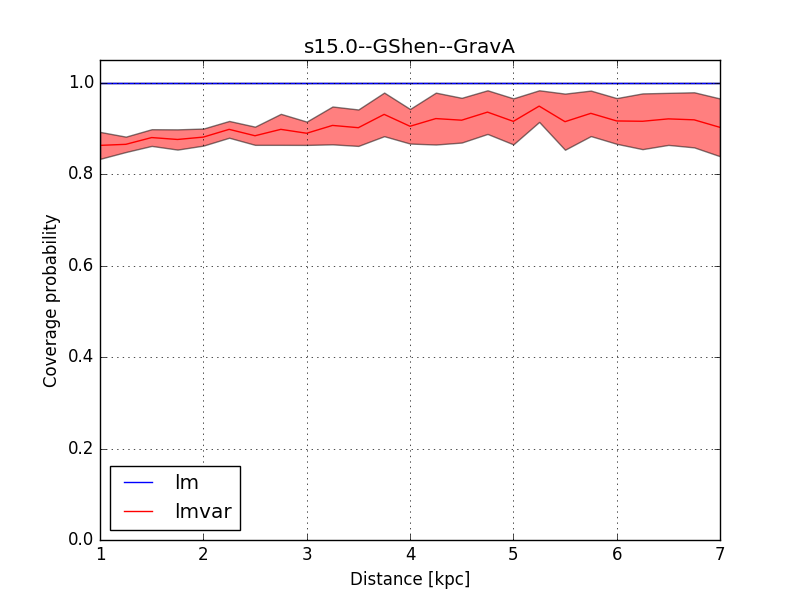 s15.0--GShen--GravA
1.0
0.8
0.6
0.4
0.2
0.0
Coverage probability
lm
lmvar
1 2 3 4 5 6 7
Distance [kpc]